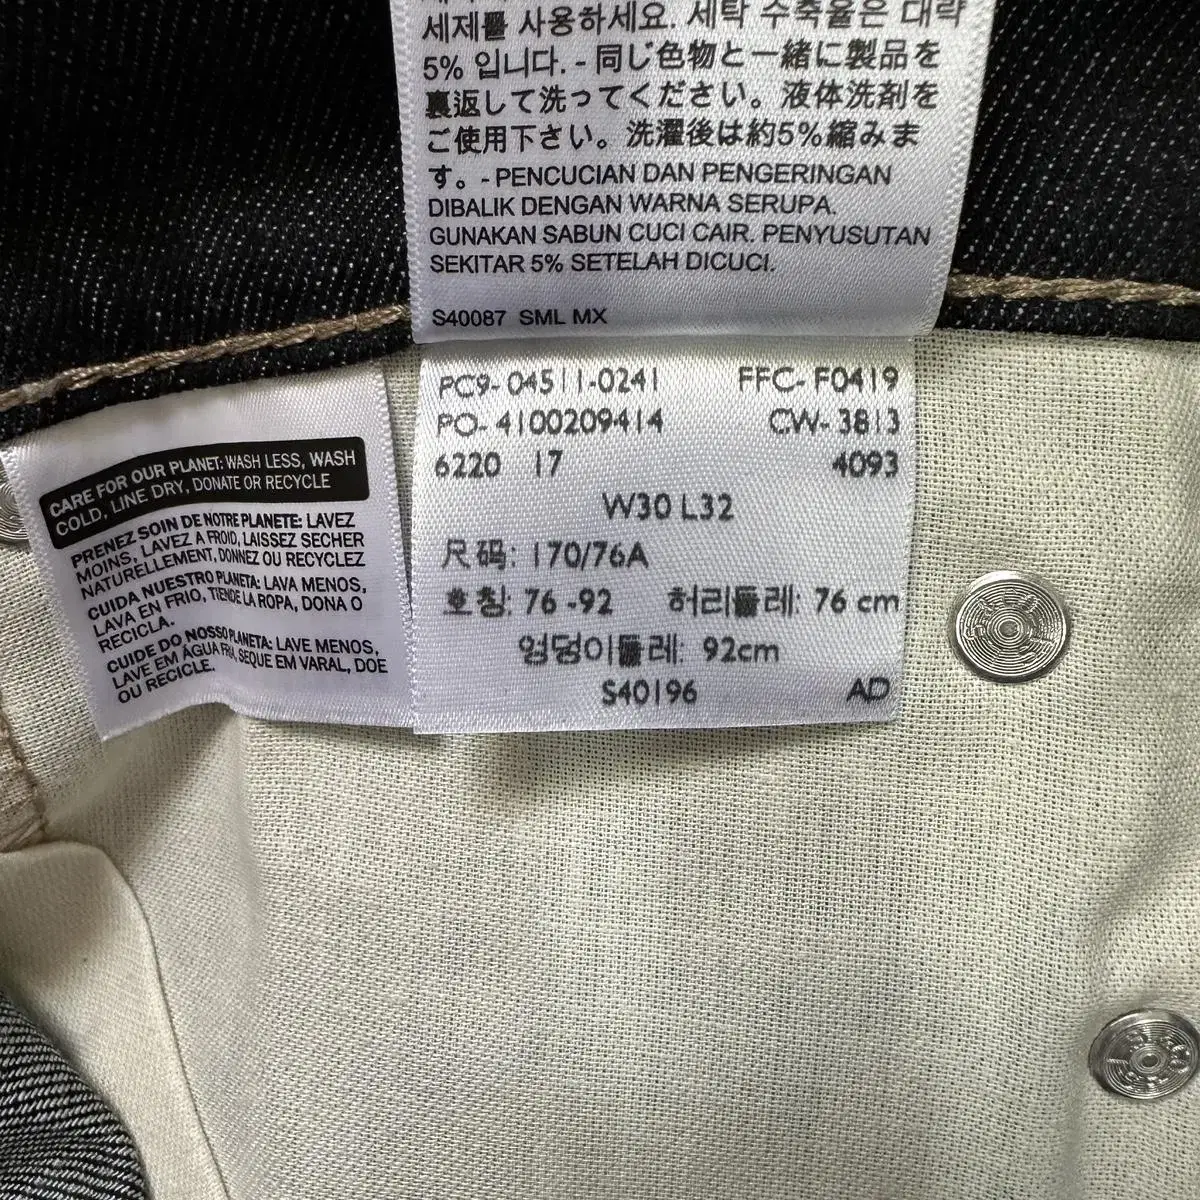 세제를 사용하세요. 세탁 수축율은 대략
5% 입니다. - 同じ色物と一緒に製品を
裏返して洗ってください。液体洗剤を
ご使用下さい。洗濯後は約5%縮みま
す。- PENCUCIAN DAN PENGERINGAN
DIBALIK DENGAN WARNA SERUPA.
GUNAKAN SABUN CUCI CAIR. PENYUSUTAN
SEKITAR 5% SETELAH DICUCI.
S40087 SML MX
PC9- 04511-0241 FFC- F0419
PO- 4100209414 CW- 3813
6220 17 4093
W30 L32
尺码: 170/76A
호칭: 76 -92 허리둘레: 76 cm
엉덩이둘레: 92cm
S40196 AD
CARE FOR OUR PLANET: WASH LESS, WASH
COLD, LINE DRY, DONATE OR RECYCLE
PRENEZ SOIN DE NOTRE PLANETE: LAVEZ
MOINS, LAVEZ A FROID, LAISSEZ SECHER
NATURELLEMENT, DONNEZ OU RECYCLEZ
CUIDA NUESTRO PLANETA: LAVA MENOS,
LAVA EN FRIO, TIENDE LA ROPA, DONA O
RECICLA.
CUIDE DO NOSSO PLANETA: LAVE MENOS,
LAVE EM ÁGUA FRIA, SEQUE EM VARAL, DOE
OU RECICLE.